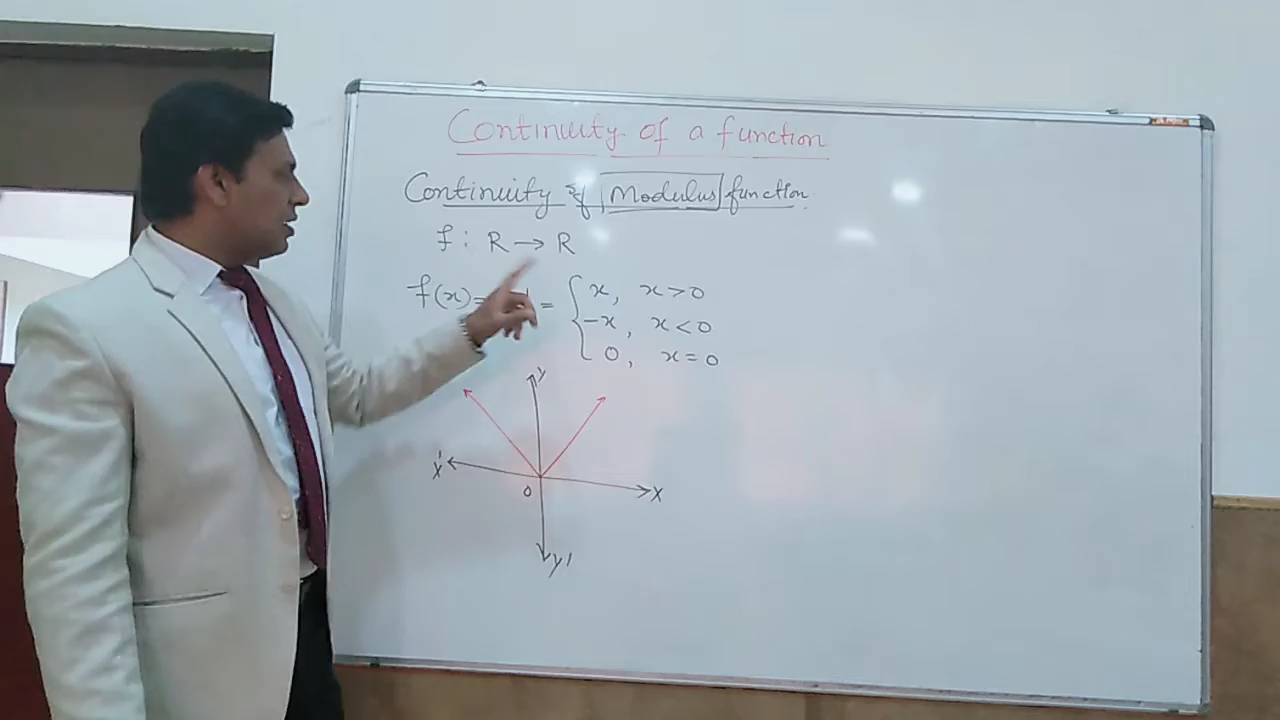 Continuity of a function
Continuity of Modulus function
f : R → R
f(x) = = { x, x > 0
-x, x < 0
0, x = 0
y
x'
0
x
y'